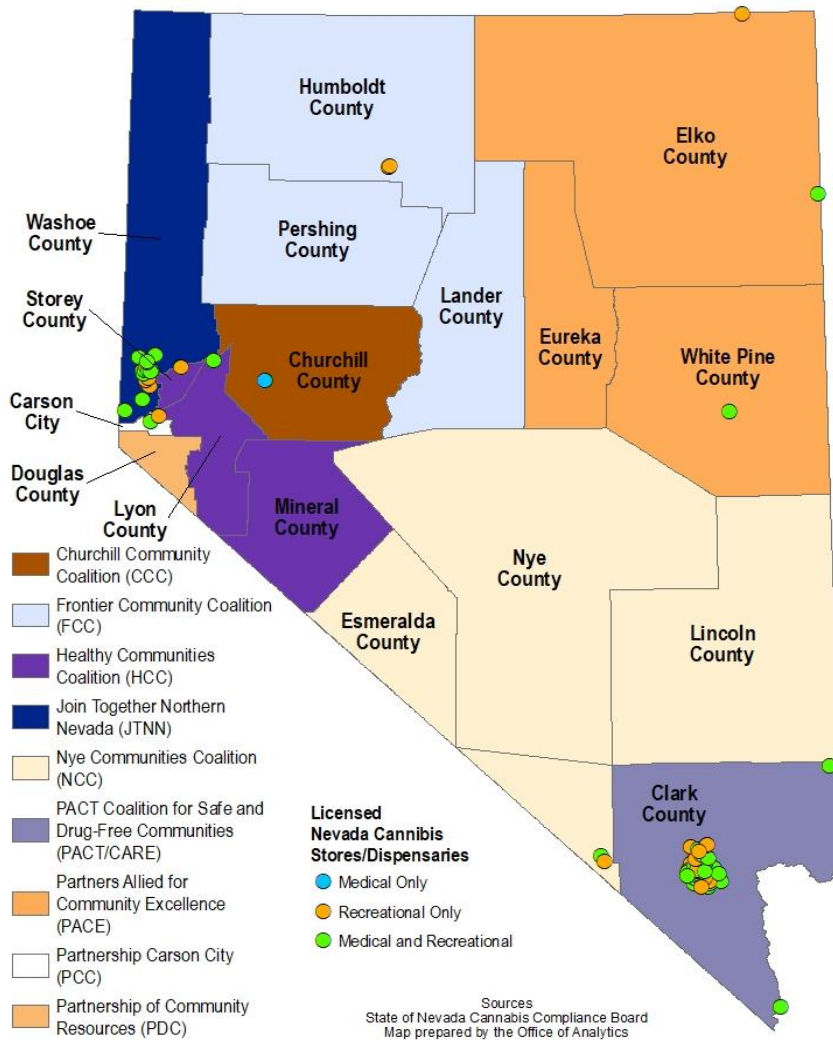 Humboldt
County
Elko
County
Pershing
County
Washoe
County
Lander
County
Storey
County
Eureka
County
White Pine
County
Churchill
County
Carson
City
Douglas
County
Lyon
County
Mineral
County
Nye
County
Esmeralda
County
Lincoln
County
Clark
County
Churchill Community
Coalition (CCC)
Frontier Community Coalition
(FCC)
Healthy Communities
Coalition (HCC)
Join Together Northern
Nevada (JTNN)
Nye Communities Coalition
(NCC)
PACT Coalition for Safe and
Drug-Free Communities
(PACT/CARE)
Partners Allied for
Community Excellence
(PACE)
Partnership Carson City
(PCC)
Partnership of Community
Resources (PDC)
Licensed
Nevada Cannibis
Stores/Dispensaries
Medical Only
Recreational Only
Medical and Recreational
Sources
State of Nevada Cannabis Compliance Board
Map prepared by the Office of Analytics